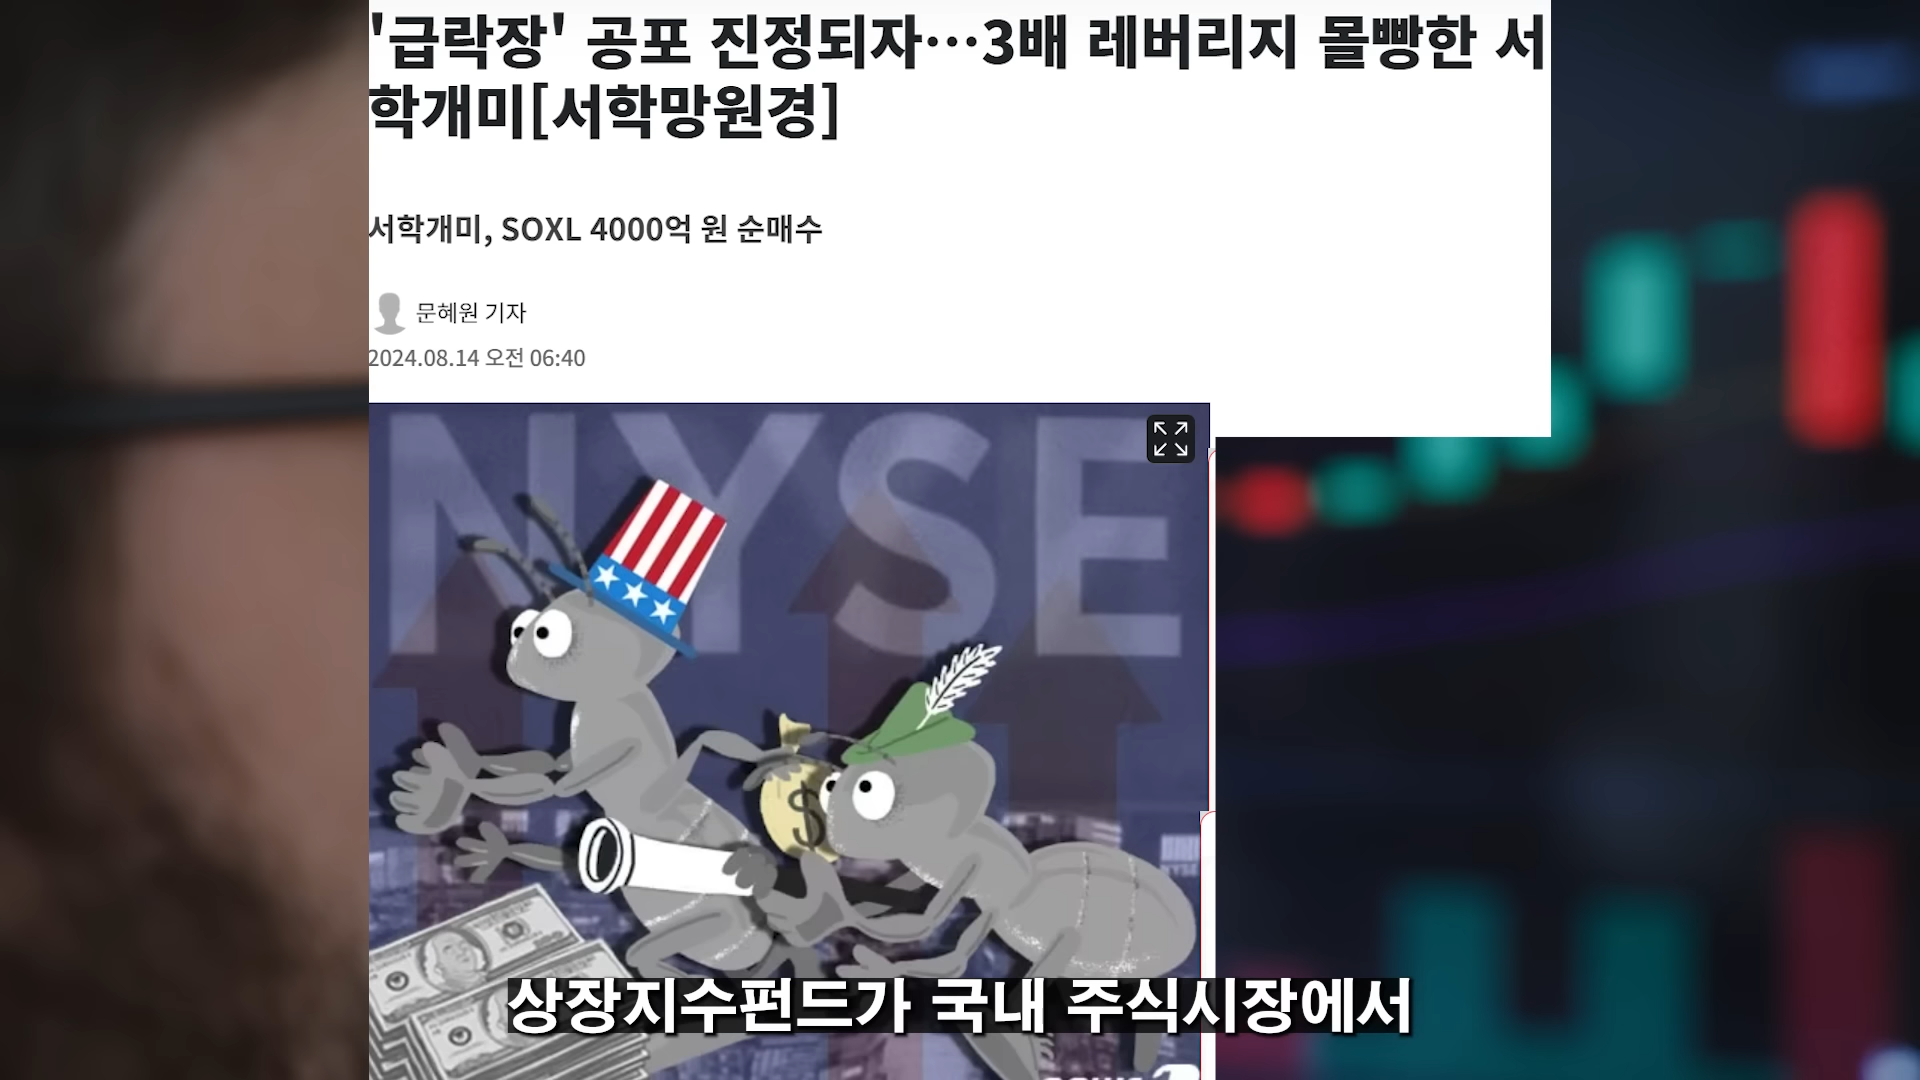 '급락장' 공포 진정되자…3배 레버리지 몰빵한 서
학개미[서학망원경]
서학개미, SOXL 4000억 원 순매수
문혜원 기자
2024.08.14 오전 06:40
NYSE
$
NYSE
상장지수펀드가 국내 주식시장에서